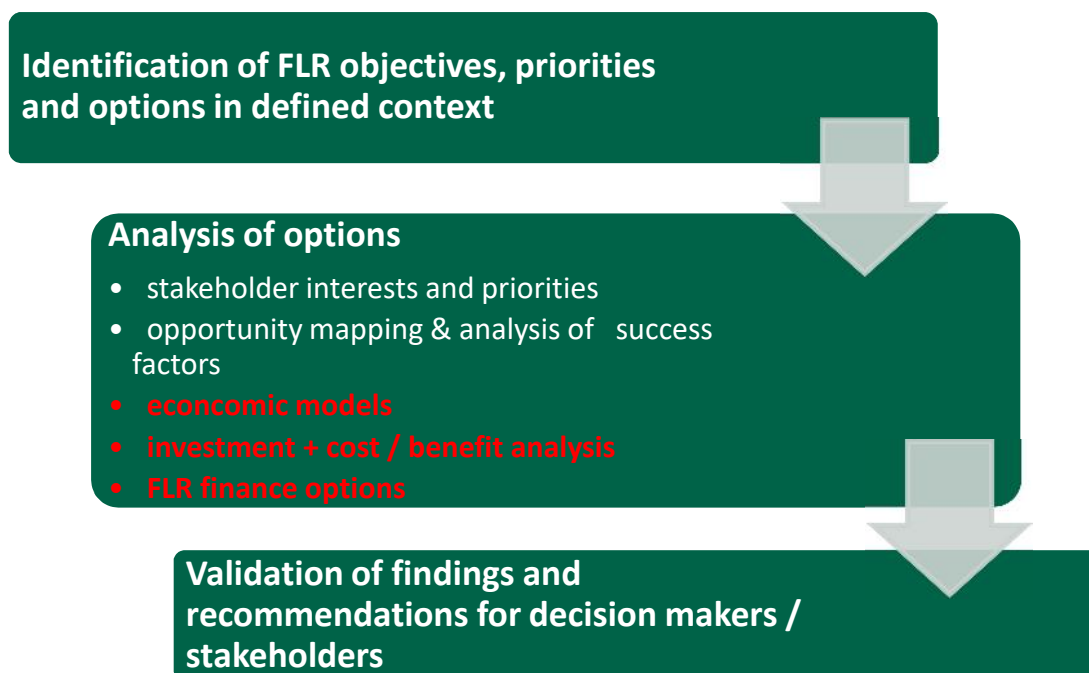 Identification of FLR objectives, priorities
and options in defined context
Analysis of options
• stakeholder interests and priorities
• opportunity mapping & analysis of success
factors
• econcomic models
• investment + cost / benefit analysis
• FLR finance options
Validation of findings and
recommendations for decision makers /
stakeholders